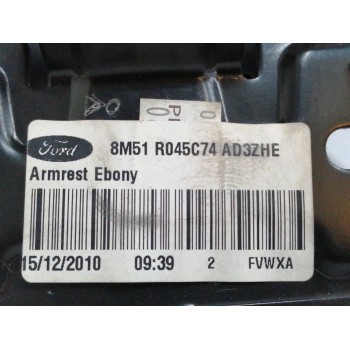 Ford
8M51 R045C74 AD3ZHE
Armrest Ebony
15/12/2010 09:39 2 FVWXA